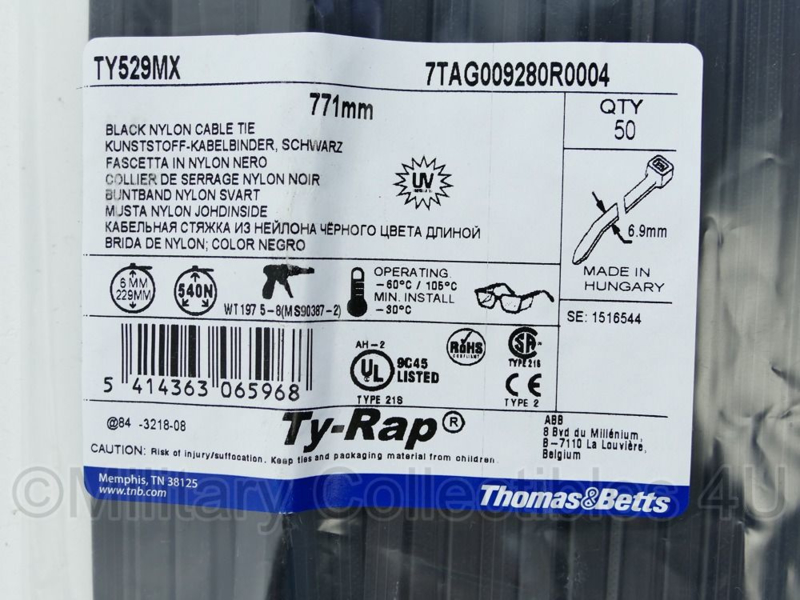 TY529MX
7TAG009280R0004
771mm
QTY
50
BLACK NYLON CABLE TIE
KUNSTSTOFF-KABELBINDER, SCHWARZ
FASCETTA IN NYLON NERO
COLLIER DE SERRAGE NYLON NOIR
BUNTBAND NYLON SVART
MUSTA NYLON JOHDINSIDE
КАБЕЛЬНАЯ СТЯЖКА ИЗ НЕЙЛОНА ЧЁРНОГО ЦВЕТА ДЛИНОЙ
BRIDA DE NYLON; COLOR NEGRO
UV
6.9mm
MADE IN
HUNGARY
6 MM
229MM
540N
WT197 5-8(MS90387-2)
OPERATING
-60°C / 105°C
MIN. INSTALL
-30°C
SE: 1516544
5 414363 065968
AH-2
UL
9C45
LISTED
TYPE 21S
RoHS
COMPLIANT
SA
TYPE 21S
CE
TYPE 2
@84 -3218-08
Ty-Rap®
ABB
8 Bvd du Millénium,
B-7110 La Louvière,
Belgium
CAUTION: Risk of injury/suffocation. Keep ties and packaging material from children.
Memphis, TN 38125
www.tnb.com
Thomas&Betts
©Military Collectibles 4U